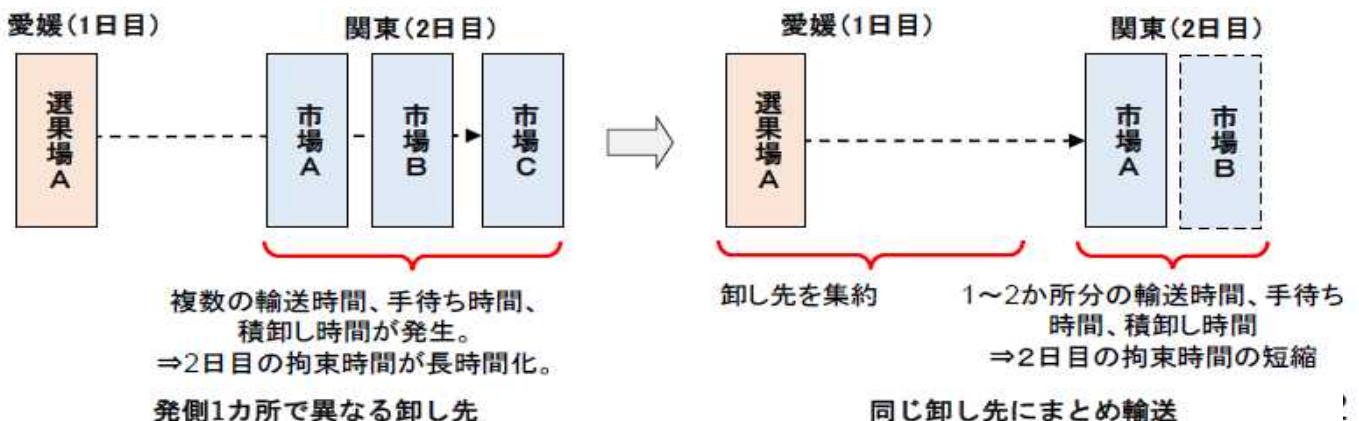 愛媛(1日目)
関東(2日目)
選果場A
市場A
市場B
市場C
複数の輸送時間、手待ち時間、
積卸し時間が発生。
⇒2日目の拘束時間が長時間化。
発側1カ所で異なる卸し先
愛媛(1日目)
関東(2日目)
選果場A
市場A
市場B
卸し先を集約
1～2か所分の輸送時間、手待ち
時間、積卸し時間
⇒2日目の拘束時間の短縮
同じ卸し先にまとめ輸送